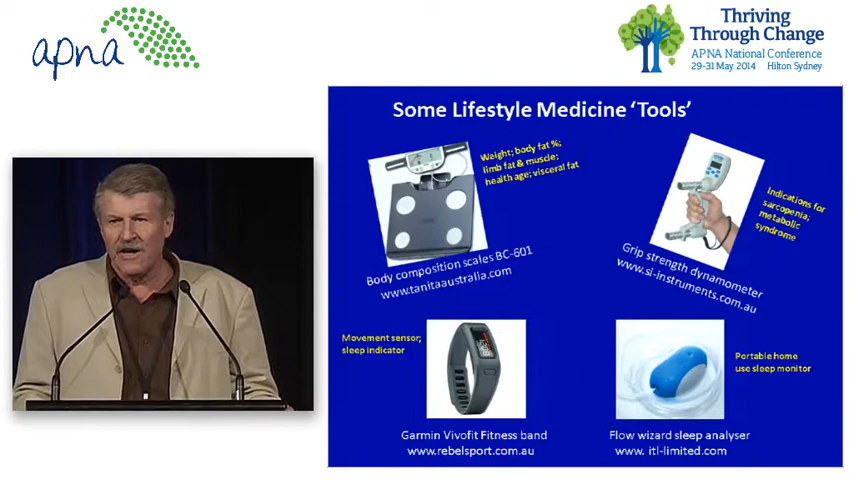 apna
Thriving
Through Change
APNA National Conference
29-31 May 2014 Hilton Sydney
Some Lifestyle Medicine ‘Tools’
Weight; body fat %;
limb fat & muscle;
health age; visceral fat
Body composition scales BC-601
www.tanitaaustralia.com
Indications for
sarcopenia;
metabolic
syndrome
Grip strength dynamometer
www.si-instruments.com.au
Movement sensor;
sleep indicator
Garmin Vivofit Fitness band
www.rebelsport.com.au
Portable home
use sleep monitor
Flow wizard sleep analyser
www. itl-limited.com